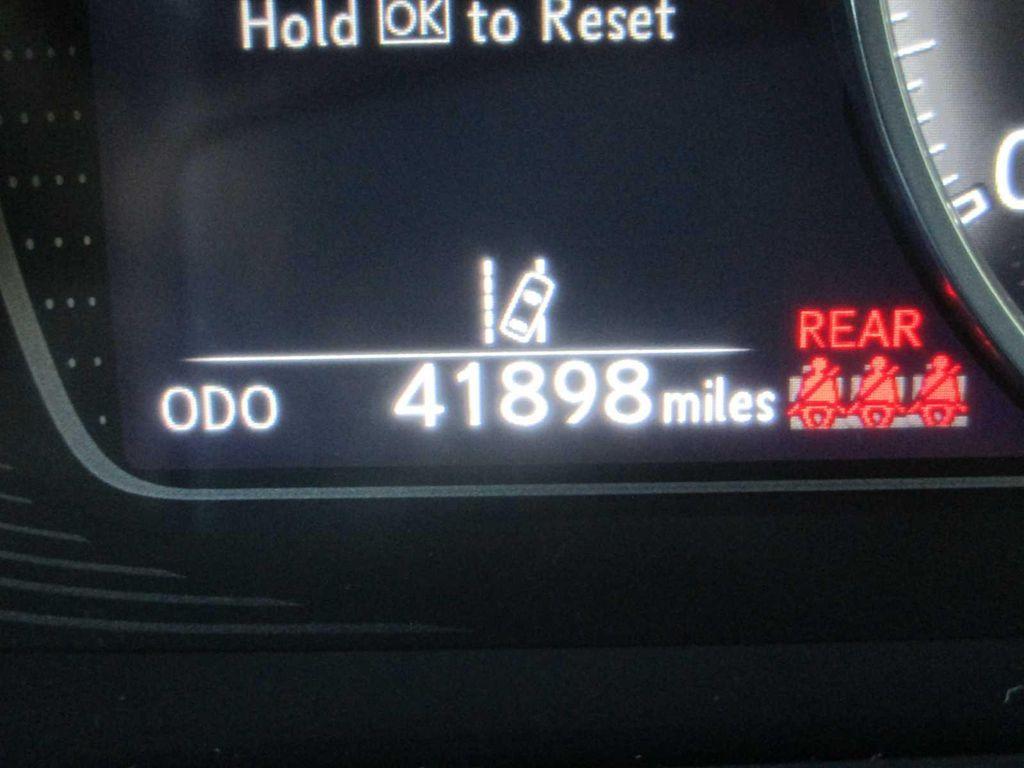 Hold OK to Reset
REAR
ODO 41898 miles